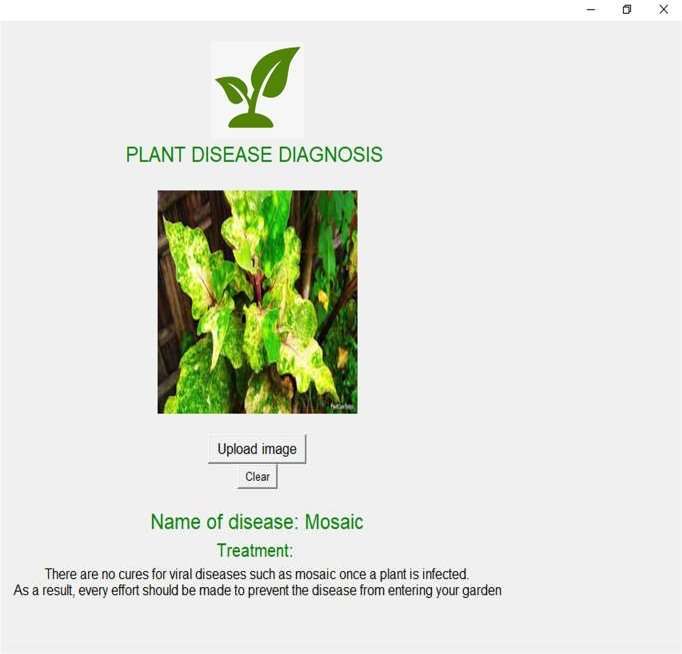 PLANT DISEASE DIAGNOSIS
Upload image
Clear
Name of disease: Mosaic
Treatment:
There are no cures for viral diseases such as mosaic once a plant is infected.
As a result, every effort should be made to prevent the disease from entering your garden